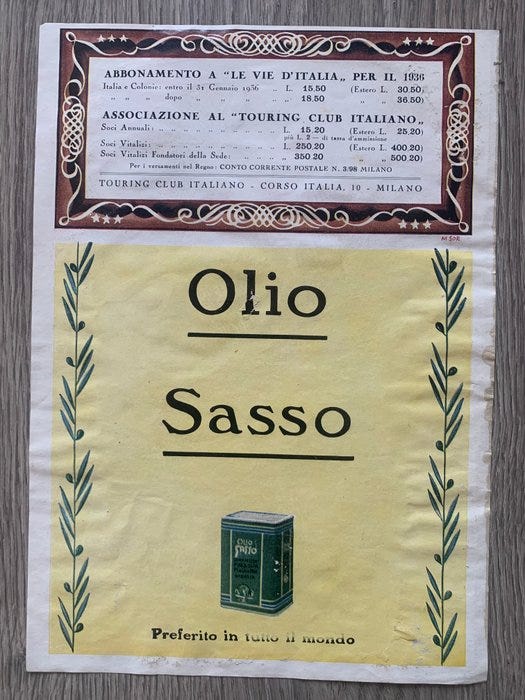 ABBONAMENTO A "LE VIE D'ITALIA„ PER IL 1936
Italia e Colonie: entro il 31 Gennaio 1936 .. L. 15.50 (Estero L. 30.50)
„ „ „ dopo „ „ „ .. „ 18.50 „ „ 36.50)
ASSOCIAZIONE AL "TOURING CLUB ITALIANO„
Soci Annuali: L. 15.20 (Estero L. 25.20)
più L. 2 — di tassa d'ammissione
Soci Vitalizi: L. 250.20 (Estero L. 400.20)
Soci Vitalizi Fondatori della Sede: „ 350.20 „ „ 500.20)
Per i versamenti nel Regno: CONTO CORRENTE POSTALE N. 3.98 MILANO
TOURING CLUB ITALIANO - CORSO ITALIA, 10 - MILANO
Olio
Sasso
OLIO
SASSO
Preferito in tutto il mondo